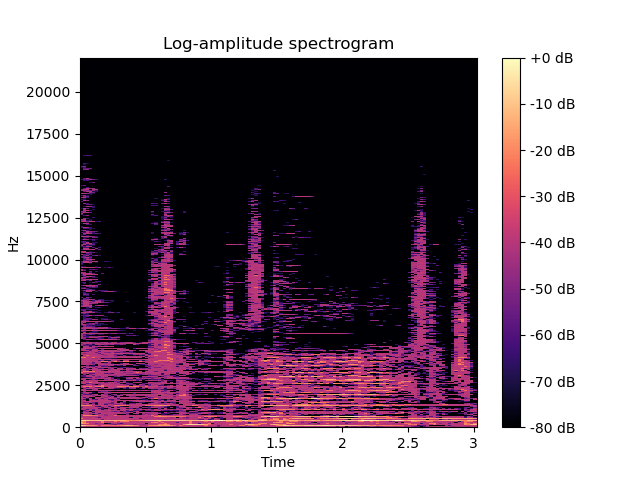 Log-amplitude spectrogram
Hz
20000
17500
15000
12500
10000
7500
5000
2500
0
0 0.5 1 1.5 2 2.5 3
Time
+0 dB
-10 dB
-20 dB
-30 dB
-40 dB
-50 dB
-60 dB
-70 dB
-80 dB